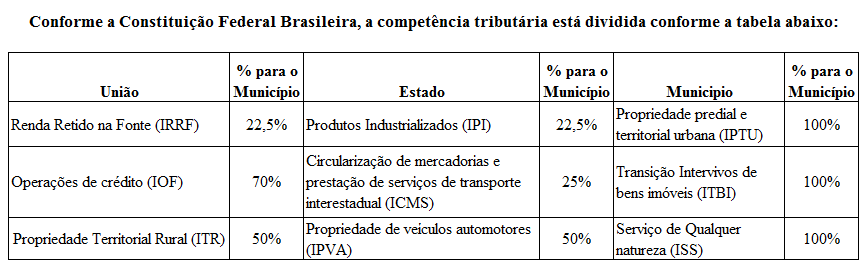 Conforme a Constituição Federal Brasileira, a competência tributária está dividida conforme a tabela abaixo:
União
% para o
Município
Estado
% para o
Município
Municipio
% para o
Município
Renda Retido na Fonte (IRRF)
22,5%
Produtos Industrializados (IPI)
22,5%
Propriedade predial e
territorial urbana (IPTU)
100%
Operações de crédito (IOF)
70%
Circularização de mercadorias e
prestação de serviços de transporte
interestadual (ICMS)
25%
Transição Intervivos de
bens imóveis (ITBI)
100%
Propriedade Territorial Rural (ITR)
50%
Propriedade de veículos automotores
(IPVA)
50%
Serviço de Qualquer
natureza (ISS)
100%